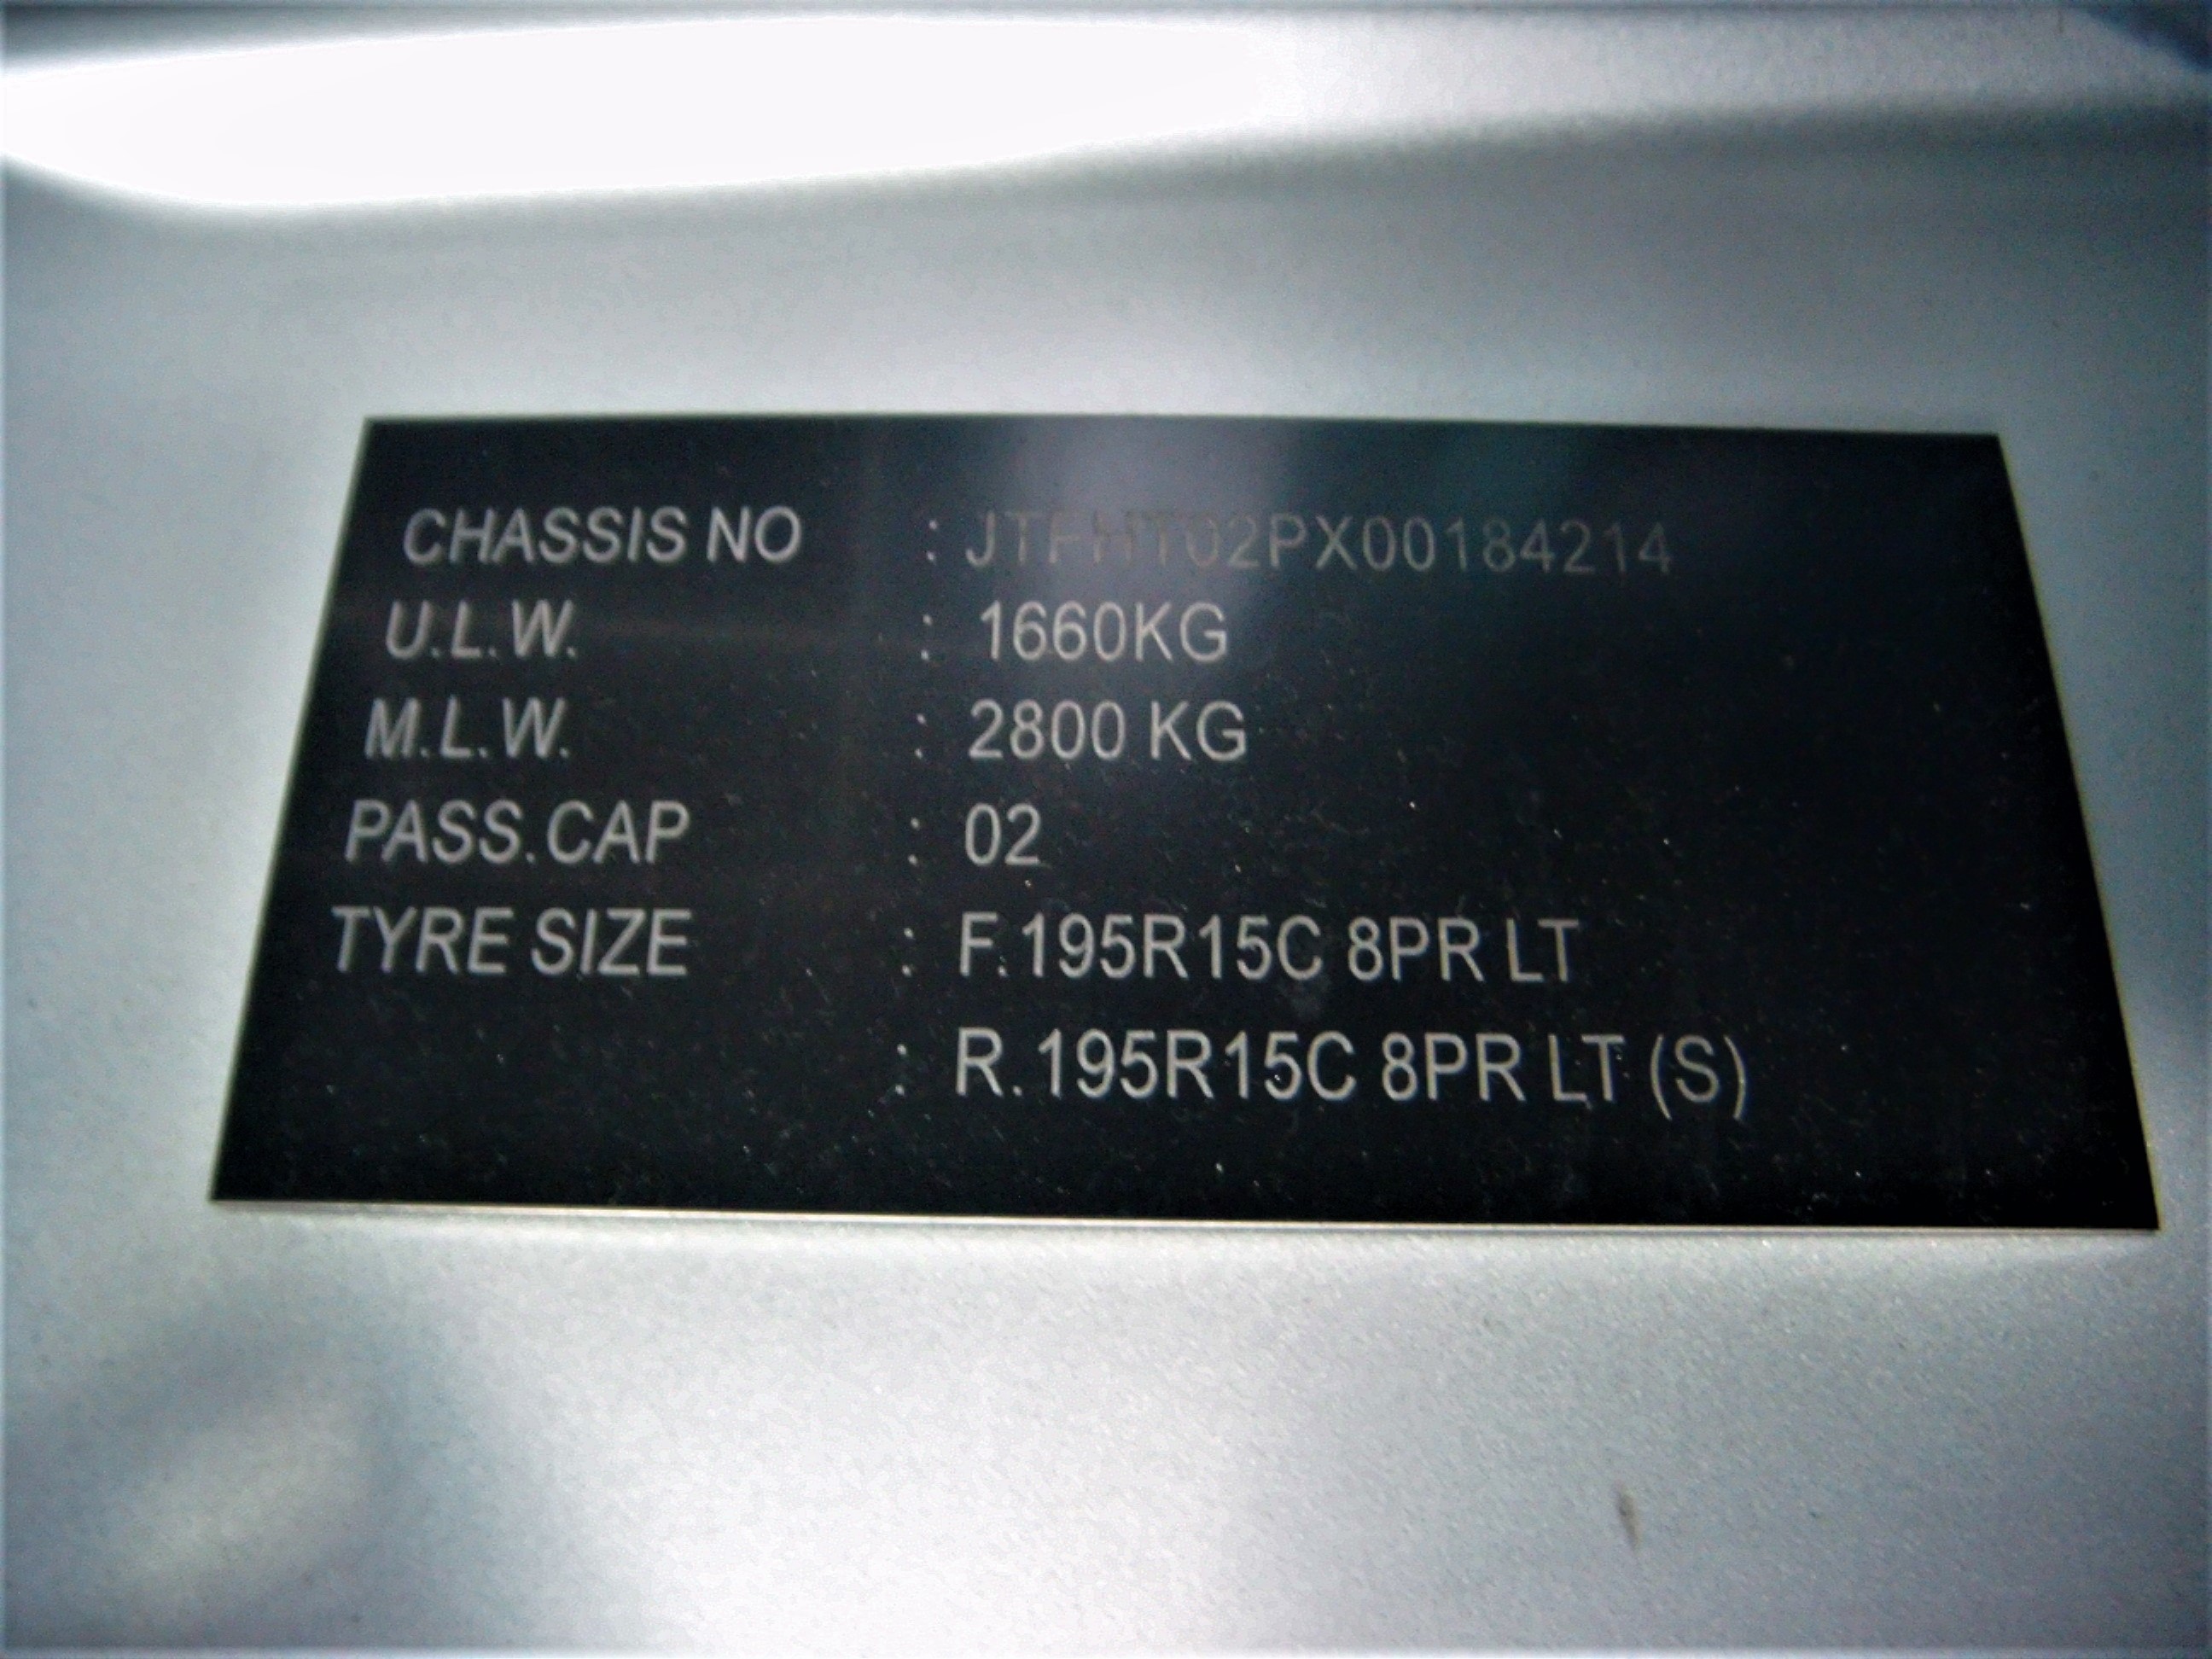 CHASSIS NO : JTFHT02PX00184214
U.L.W. : 1660KG
M.L.W. : 2800 KG
PASS.CAP : 02
TYRE SIZE : F.195R15C 8PR LT
: R.195R15C 8PR LT (S)